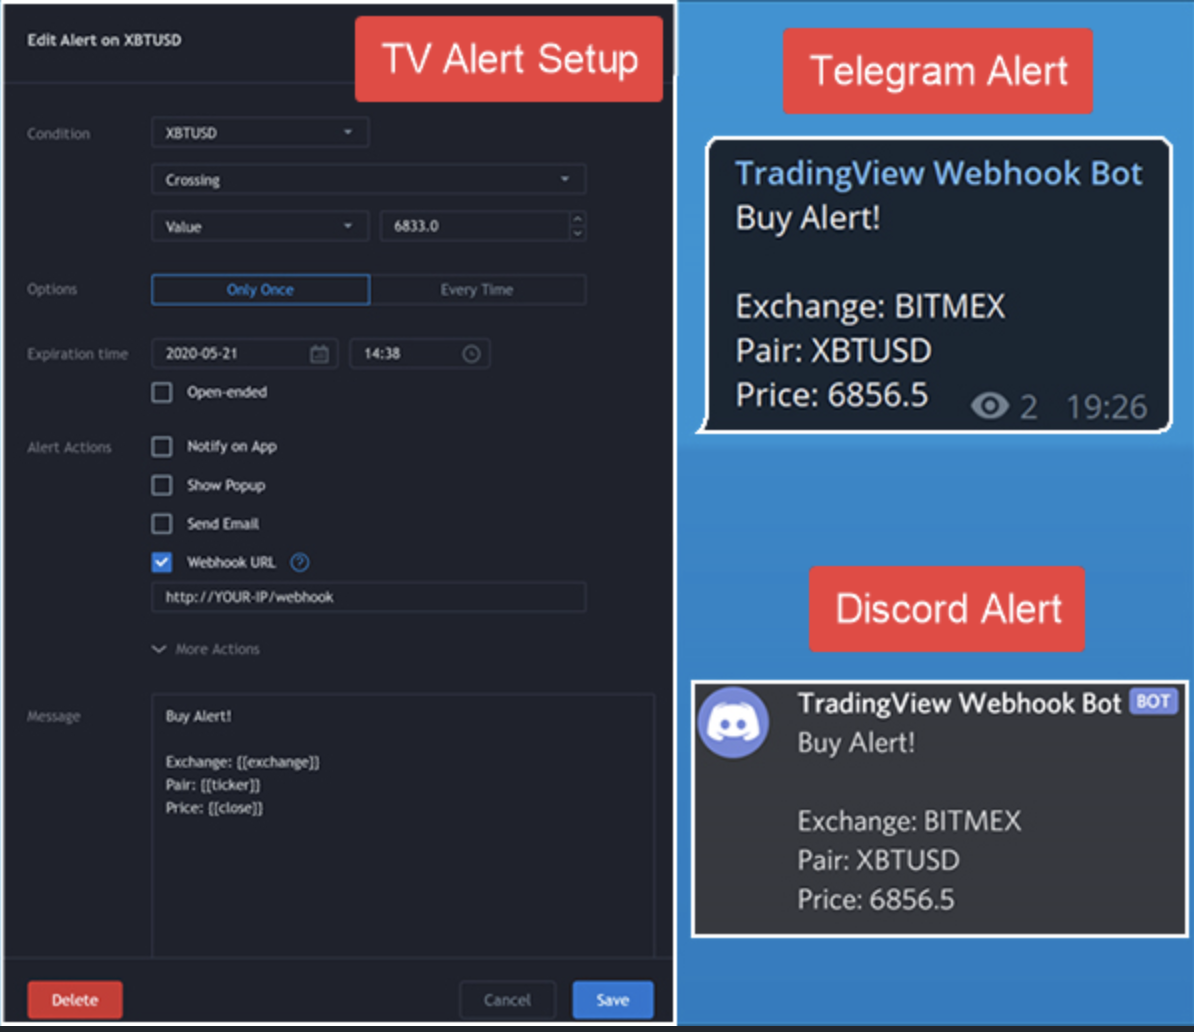 Edit Alert on XBTUSD
TV Alert Setup
Condition
XBTUSD
Crossing
Value
6833.0
Options
Only Once
Every Time
Expiration time
2020-05-21
14:38
Open-ended
Alert Actions
Notify on App
Show Popup
Send Email
Webhook URL
?
http://YOUR-IP/webhook
More Actions
Message
Buy Alert!
Exchange: {{exchange}}
Pair: {{ticker}}
Price: {{close}}
Delete
Cancel
Save
Telegram Alert
TradingView Webhook Bot
Buy Alert!
Exchange: BITMEX
Pair: XBTUSD
Price: 6856.5
2 19:26
Discord Alert
TradingView Webhook Bot BOT
Buy Alert!
Exchange: BITMEX
Pair: XBTUSD
Price: 6856.5